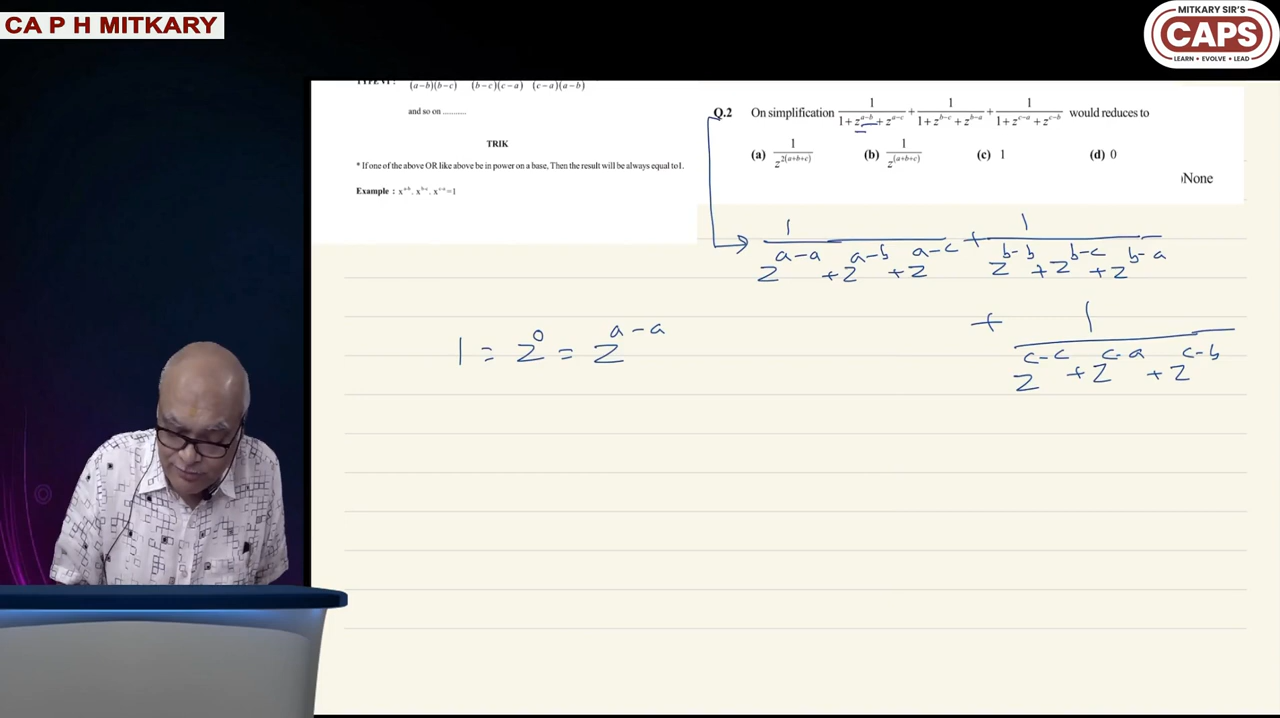 CA P H MITKARY
MITKARY SIR'S
CAPS
LEARN • EVOLVE • LEAD
(a−b)(b−c) (b−c)(c−a) (c−a)(a−b)
and so on ...........
TRIK
* If one of the above OR like above be in power on a base, Then the result will be always equal to1.
Example : x^{a-b}. x^{b-c}. x^{c-a}=1
Q.2 On simplification 1/(1+z^{a−b}+z^{a−c}) + 1/(1+z^{b−c}+z^{b−a}) + 1/(1+z^{c−a}+z^{c−b}) would reduces to
(a) 1/z^{2(a+b+c)} (b) 1/z^{(a+b+c)} (c) 1 (d) 0
None
1/(z^{a−a}+z^{a−b}+z^{a−c}) + 1/(z^{b−b}+z^{b−c}+z^{b−a})
+ 1/(z^{c−c}+z^{c−a}+z^{c−b})
1 = z^{0} = z^{a−a}